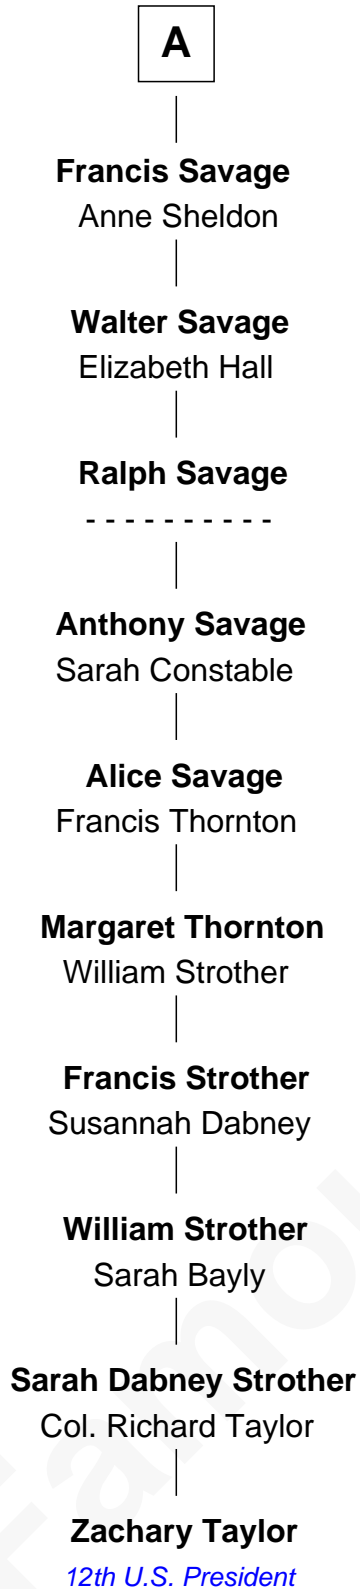 A
Francis Savage
Anne Sheldon
Walter Savage
Elizabeth Hall
Ralph Savage
- - - - - - - - - -
Anthony Savage
Sarah Constable
Alice Savage
Francis Thornton
Margaret Thornton
William Strother
Francis Strother
Susannah Dabney
William Strother
Sarah Bayly
Sarah Dabney Strother
Col. Richard Taylor
Zachary Taylor
12th U.S. President